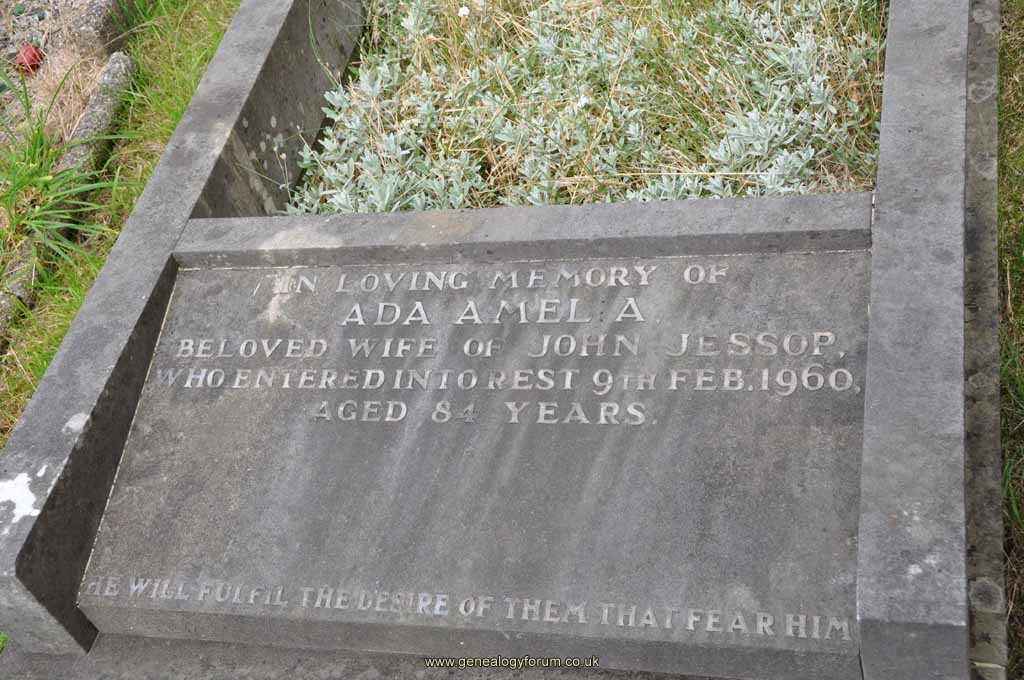 IN LOVING MEMORY OF
ADA AMEL A
BELOVED WIFE OF JOHN JESSOP,
WHO ENTERED INTO REST 9TH FEB. 1960,
AGED 84 YEARS.
HE WILL FULFIL THE DESIRE OF THEM THAT FEAR HIM
www.genealogyforum.co.uk